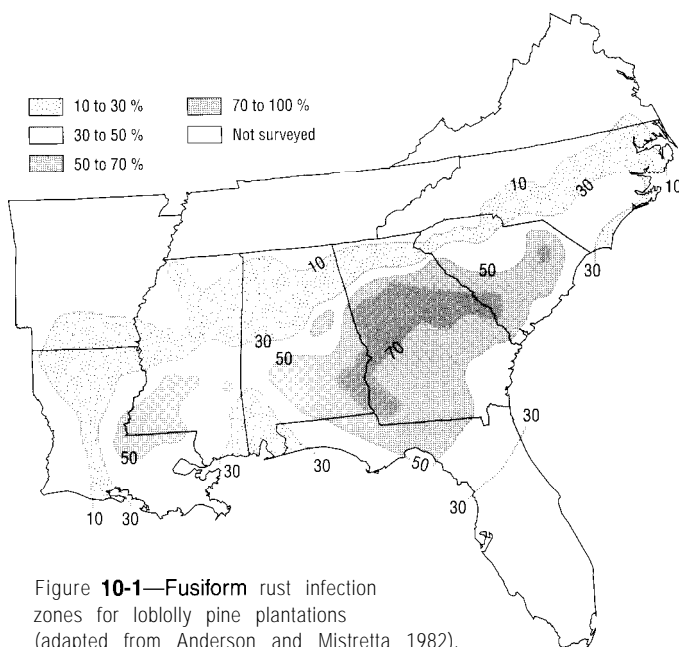 10 to 30 %
70 to 100 %
30 to 50 %
Not surveyed
50 to 70 %
10
30
10
50
30
10
30
50
70
30
50
30
30
50
30
10
30
Figure 10-1—Fusiform rust infection
zones for loblolly pine plantations
(adapted from Anderson and Mistretta 1982).